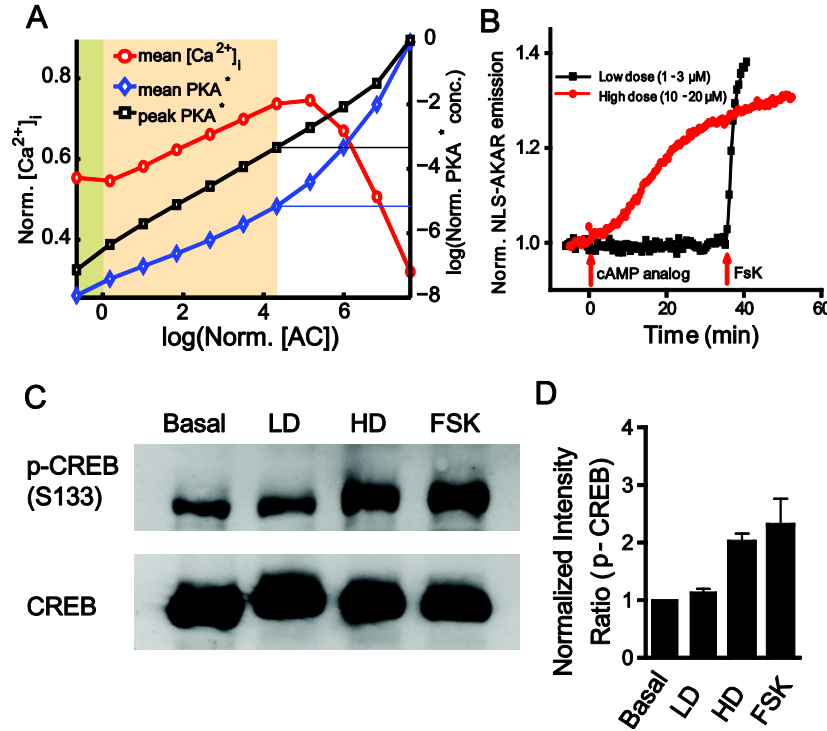 A
mean [Ca2+]i
mean PKA*
peak PKA*
Norm. [Ca2+]i
0.8
0.6
0.4
0
2
4
6
log(Norm. [AC])
0
−2
−4
−6
−8
log(Norm. PKA* conc.)
B
Low dose (1-3 µM)
High dose (10-20µM)
Norm. NLS-AKAR emission
1.4
1.2
1.0
cAMP analog
FsK
0
20
40
60
Time (min)
C
Basal
LD
HD
FSK
p-CREB
(S133)
CREB
D
Normalized Intensity
Ratio (p- CREB)
4
3
2
1
0
Basal
LD
HD
FSK